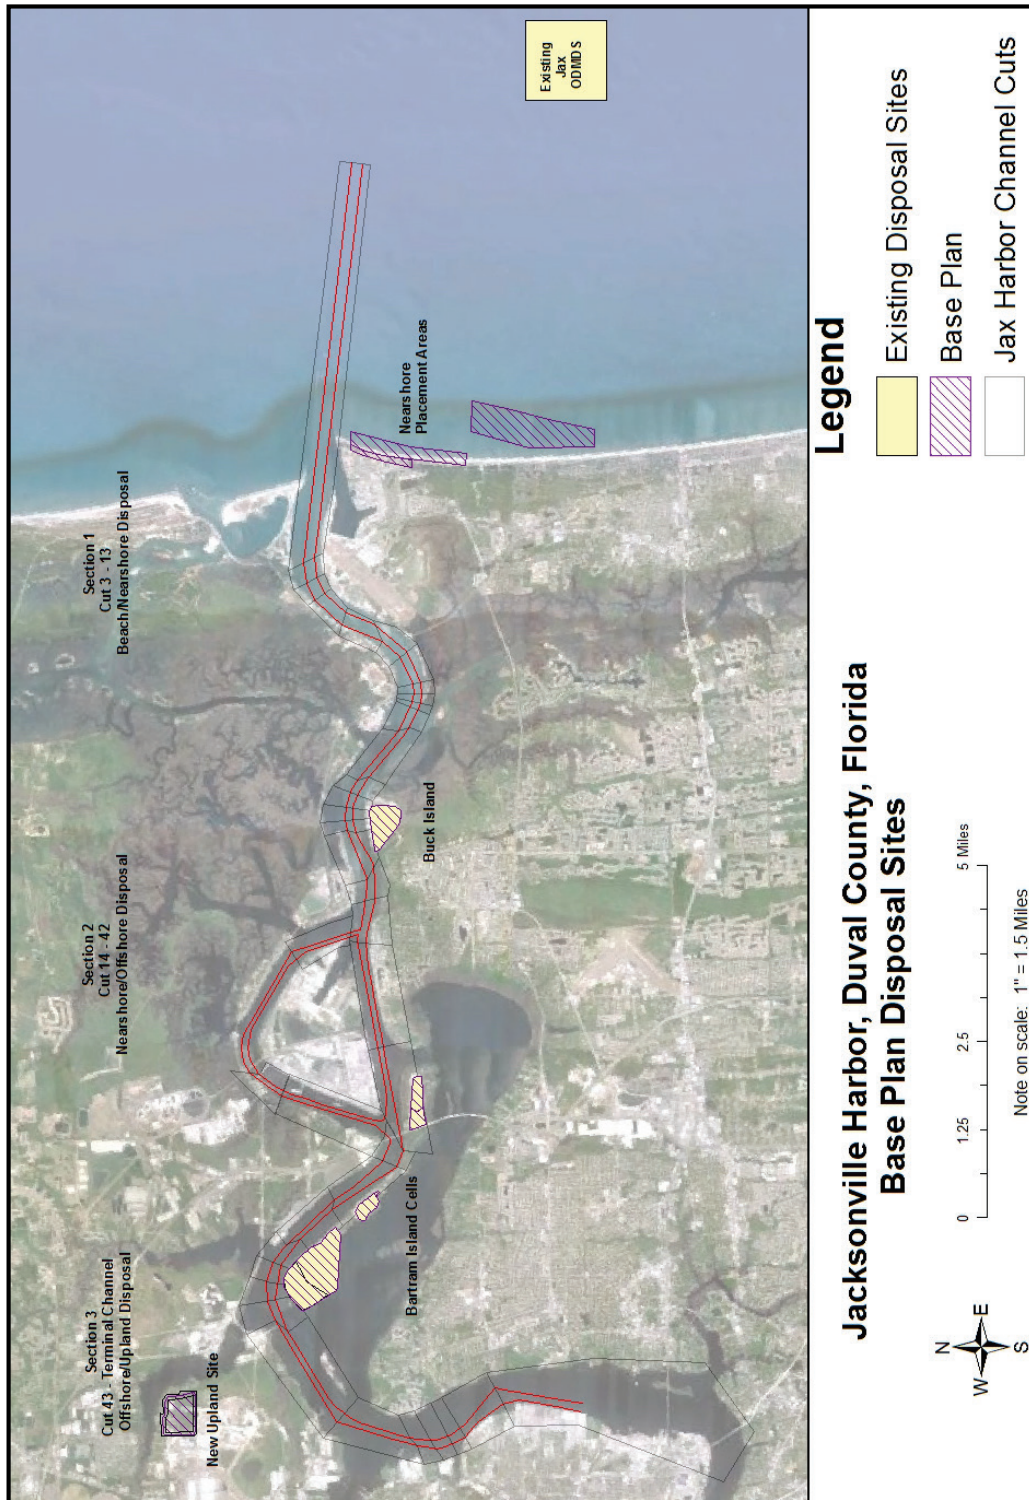 Section 3
Cut 43 - Terminal Channel
Offshore/Upland Disposal
New Upland Site
Section 2
Cut 14 - 42
Nearshore/Offshore Disposal
Section 1
Cut 3 - 13
Beach/Nearshore Disposal
Existing
Jax
ODMDS
Nearshore
Placement Areas
Buck Island
Bartram Island Cells
Jacksonville Harbor, Duval County, Florida
Base Plan Disposal Sites
N
W
E
S
0
1.25
2.5
5 Miles
Note on scale: 1" = 1.5 Miles
Legend
Existing Disposal Sites
Base Plan
Jax Harbor Channel Cuts